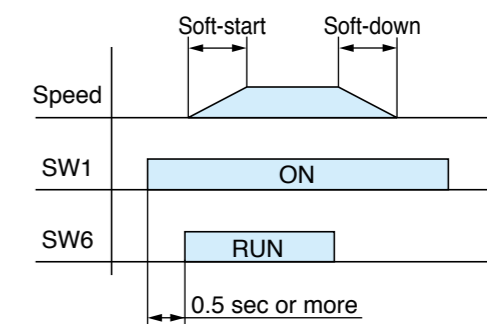 Soft-start Soft-down
Speed
SW1 ON
SW6 RUN
0.5 sec or more